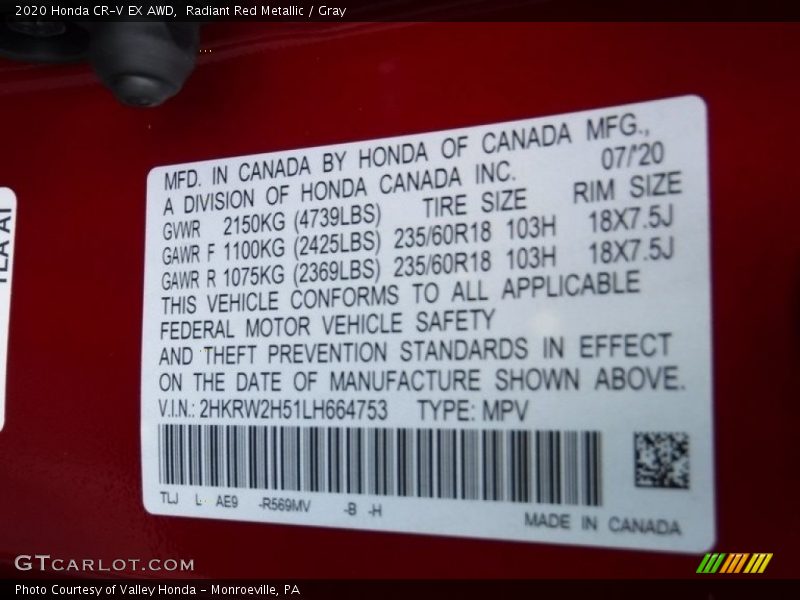 2020 Honda CR-V EX AWD,  Radiant Red Metallic / Gray
MFD. IN CANADA BY HONDA OF CANADA MFG.,
A DIVISION OF HONDA CANADA INC. 07/'20
GVWR 2150KG (4739LBS) TIRE SIZE RIM SIZE
GAWR F 1100KG (2425LBS) 235/60R18 103H 18X7.5J
GAWR R 1075KG (2369LBS) 235/60R18 103H 18X7.5J
THIS VEHICLE CONFORMS TO ALL APPLICABLE
FEDERAL MOTOR VEHICLE SAFETY
AND THEFT PREVENTION STANDARDS IN EFFECT
ON THE DATE OF MANUFACTURE SHOWN ABOVE.
V.I.N.: 2HKRW2H51LH664753 TYPE: MPV
TLJ L AE9 -R569MV -B -H
MADE IN CANADA
GTCARLOT.COM
Photo Courtesy of Valley Honda - Monroeville, PA